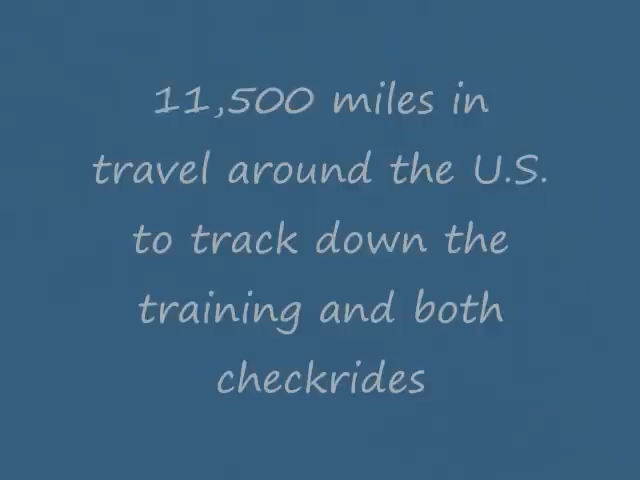 11,500 miles in
travel around the U.S.
to track down the
training and both
checkrides